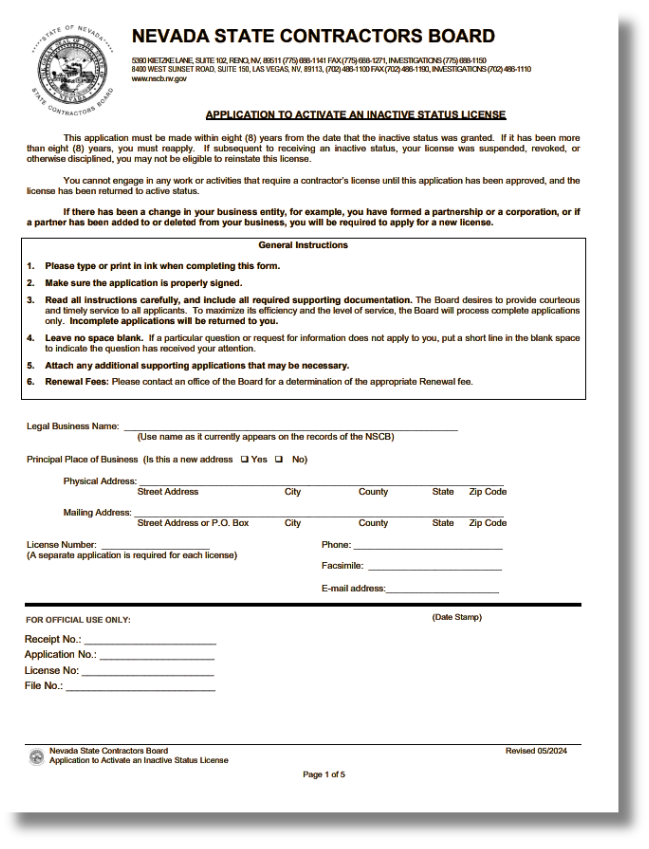 STATE OF NEVADA
STATE CONTRACTORS BOARD
NEVADA STATE CONTRACTORS BOARD
5390 KIETZKE LANE, SUITE 102, RENO, NV, 89511 (775) 688-1141 FAX (775) 688-1271, INVESTIGATIONS (775) 688-1150
8400 WEST SUNSET ROAD, SUITE 150, LAS VEGAS, NV, 89113, (702) 486-1100 FAX (702) 486-1190, INVESTIGATIONS (702) 486-1110
www.nscb.nv.gov
APPLICATION TO ACTIVATE AN INACTIVE STATUS LICENSE
This application must be made within eight (8) years from the date that the inactive status was granted. If it has been more
than eight (8) years, you must reapply. If subsequent to receiving an inactive status, your license was suspended, revoked, or
otherwise disciplined, you may not be eligible to reinstate this license.
You cannot engage in any work or activities that require a contractor's license until this application has been approved, and the
license has been returned to active status.
If there has been a change in your business entity, for example, you have formed a partnership or a corporation, or if
a partner has been added to or deleted from your business, you will be required to apply for a new license.
General Instructions
1. Please type or print in ink when completing this form.
2. Make sure the application is properly signed.
3. Read all instructions carefully, and include all required supporting documentation. The Board desires to provide courteous
and timely service to all applicants. To maximize its efficiency and the level of service, the Board will process complete applications
only. Incomplete applications will be returned to you.
4. Leave no space blank. If a particular question or request for information does not apply to you, put a short line in the blank space
to indicate the question has received your attention.
5. Attach any additional supporting applications that may be necessary.
6. Renewal Fees: Please contact an office of the Board for a determination of the appropriate Renewal fee.
Legal Business Name:
(Use name as it currently appears on the records of the NSCB)
Principal Place of Business (Is this a new address ❑ Yes ❑ No)
Physical Address:
Street Address City County State Zip Code
Mailing Address:
Street Address or P.O. Box City County State Zip Code
License Number: Phone:
(A separate application is required for each license)
Facsimile:
E-mail address:
FOR OFFICIAL USE ONLY: (Date Stamp)
Receipt No.:
Application No.:
License No:
File No.:
Nevada State Contractors Board Revised 05/2024
Application to Activate an Inactive Status License
Page 1 of 5